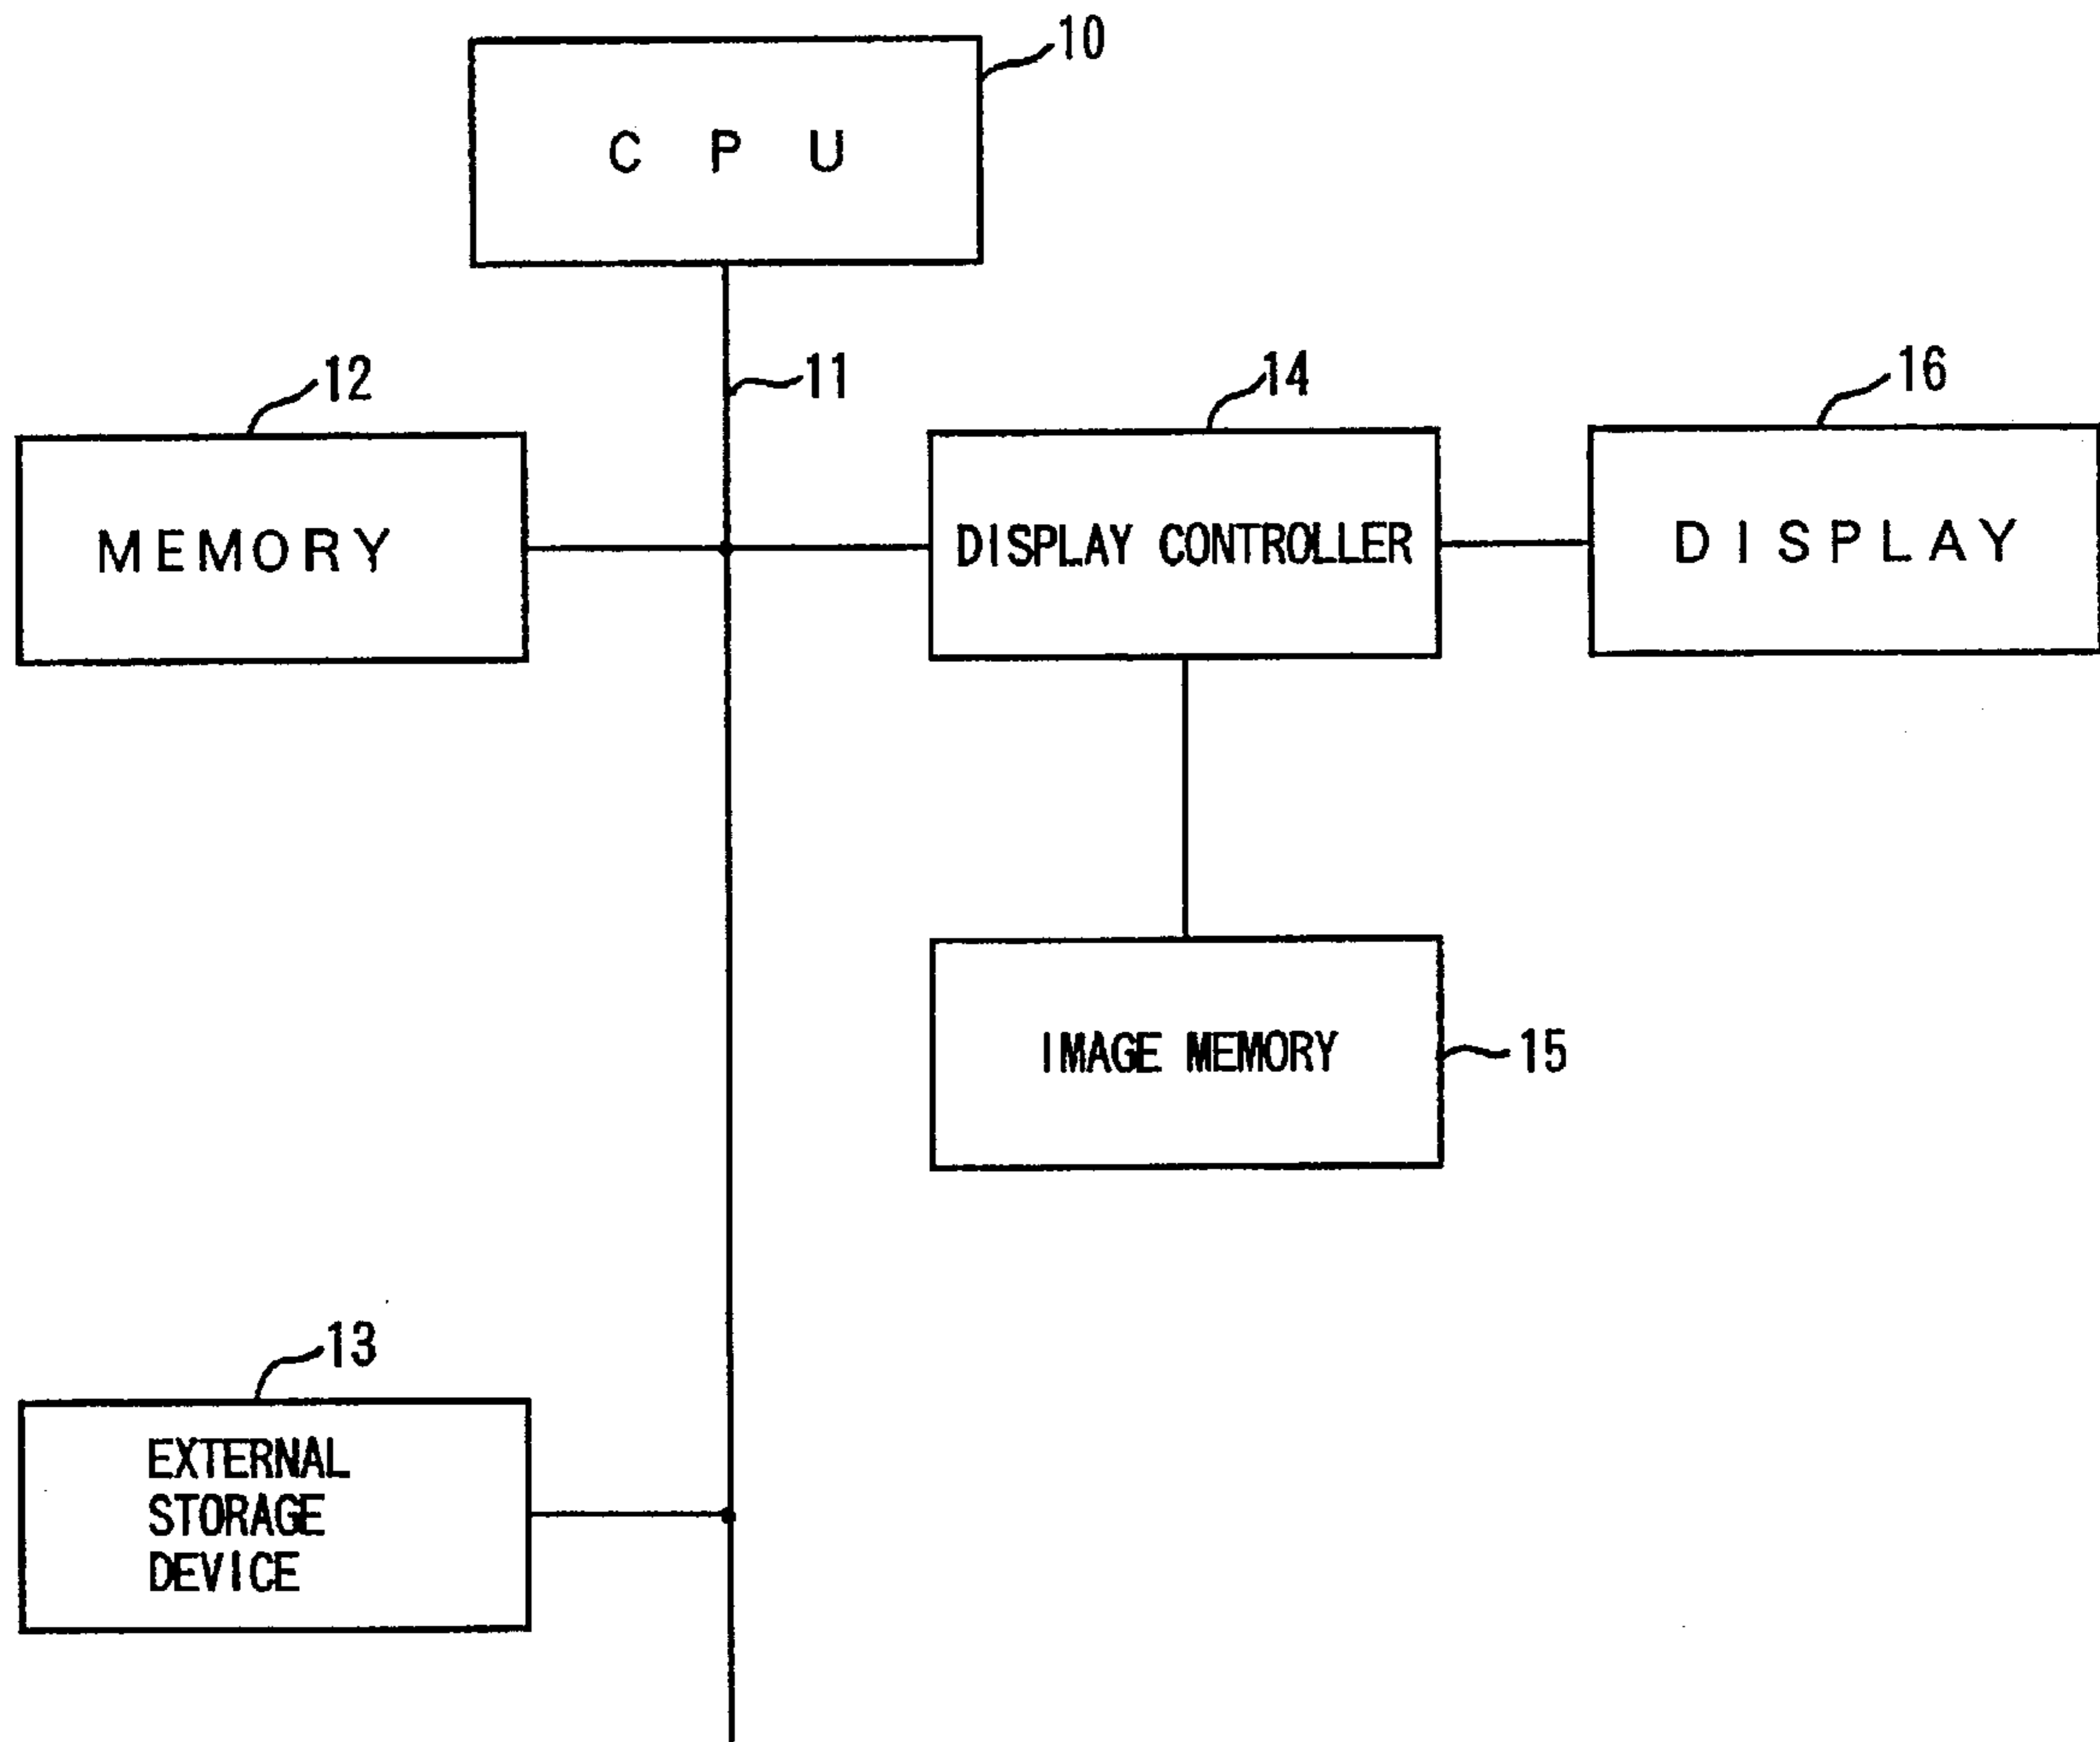 10
C P U
12
11
14
16
MEMORY
DISPLAY CONTROLLER
DISPLAY
IMAGE MEMORY
15
13
EXTERNAL
STORAGE
DEVICE